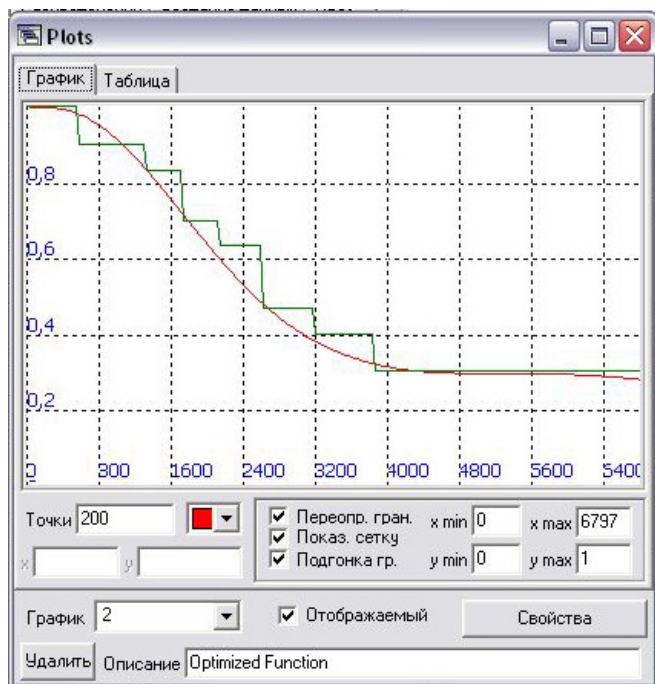 Plots
График Таблица
0,8
0,6
0,4
0,2
0 800 1600 2400 3200 4000 4800 5600 6400
Точки 200
x y
Переопр. гран. x min 0 x max 6797
Показ. сетку
Подгонка гр. y min 0 y max 1
График 2 Отображаемый Свойства
Удалить Описание Optimized Function